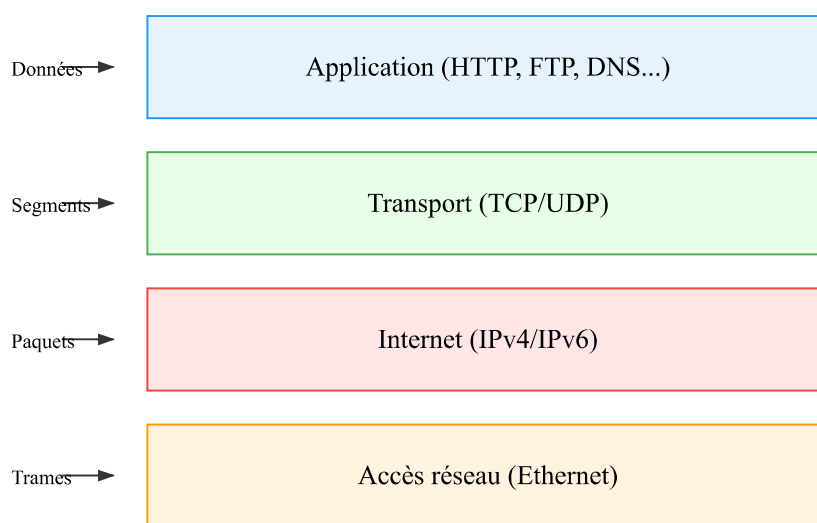 Données
Application (HTTP, FTP, DNS...)
Segments
Transport (TCP/UDP)
Paquets
Internet (IPv4/IPv6)
Trames
Accès réseau (Ethernet)